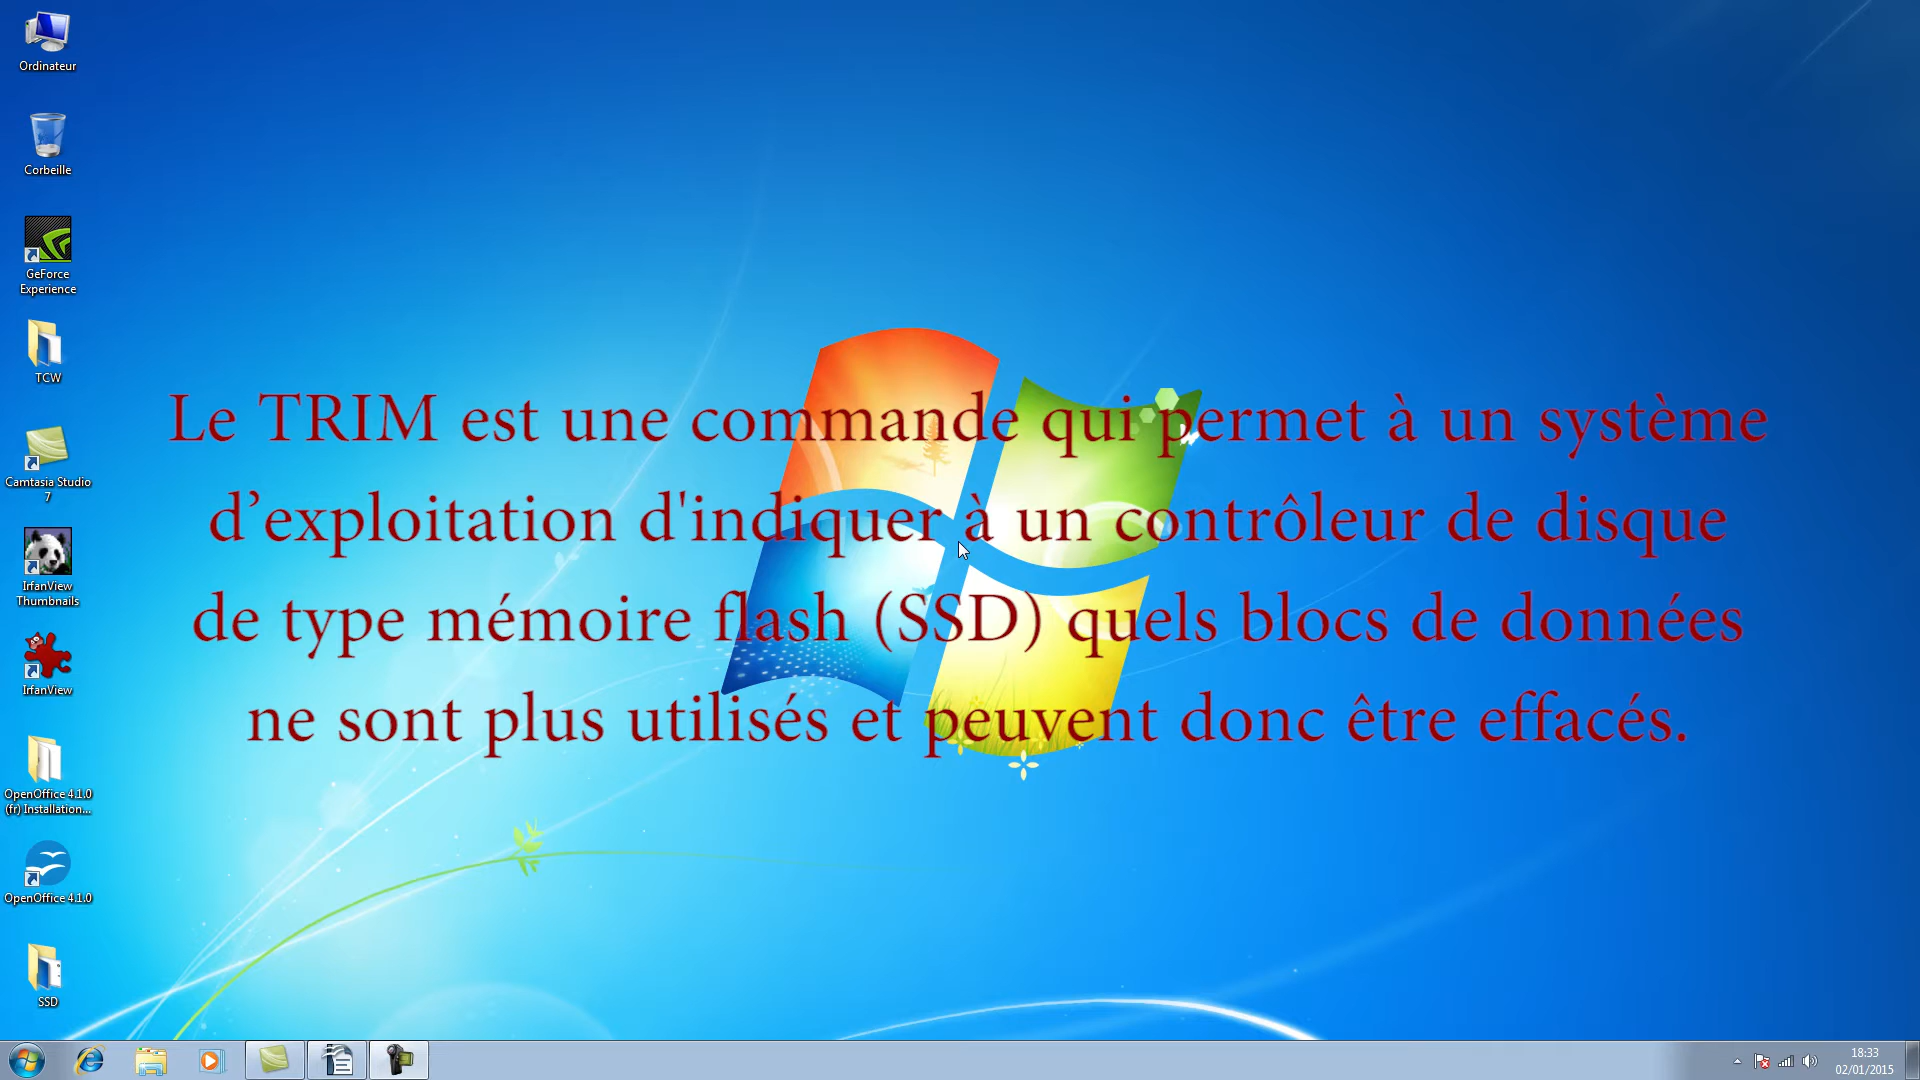 Ordinateur
Corbeille
GeForce
Experience
TCW
Camtasia Studio
7
IrfanView
Thumbnails
IrfanView
OpenOffice 4.1.0
(fr) Installation...
OpenOffice 4.1.0
SSD
Le TRIM est une commande qui permet à un système
d’exploitation d'indiquer à un contrôleur de disque
de type mémoire flash (SSD) quels blocs de données
ne sont plus utilisés et peuvent donc être effacés.
18:33
02/01/2015